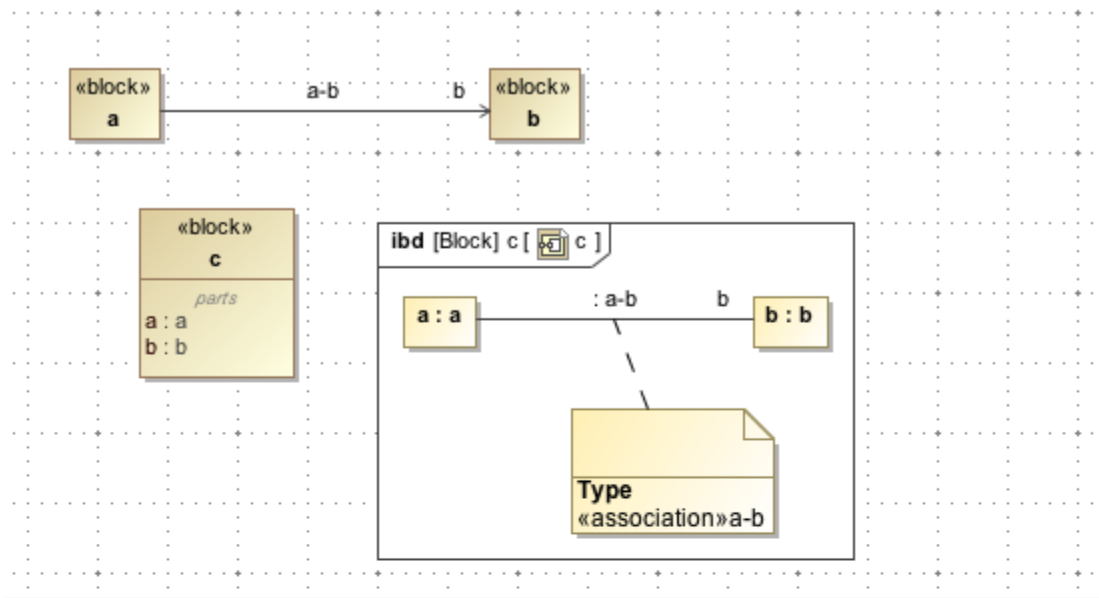 «block»
a
a-b
b
«block»
b
«block»
c
parts
a : a
b : b
ibd [Block] c [ c ]
a : a
: a-b
b
b : b
Type
«association»a-b